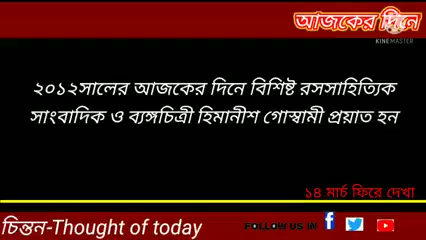 আজকের দিনে
KINEMASTER
২০১২সালের আজকের দিনে বিশিষ্ট রসসাহিত্যিক
সাংবাদিক ও ব্যঙ্গচিত্রী হিমানীশ গোস্বামী প্রয়াত হন
১৪ মার্চ ফিরে দেখা
চিন্তন-Thought of today
FOLLOW US IN